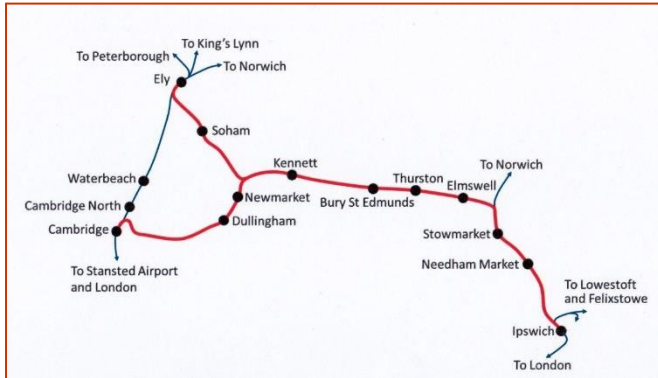 To King's Lynn
To Peterborough
To Norwich
Ely
Soham
Kennett
To Norwich
Waterbeach
Thurston
Elmswell
Newmarket
Bury St Edmunds
Cambridge North
Dullingham
Cambridge
Stowmarket
Needham Market
To Stansted Airport
and London
To Lowestoft
and Felixstowe
Ipswich
To London